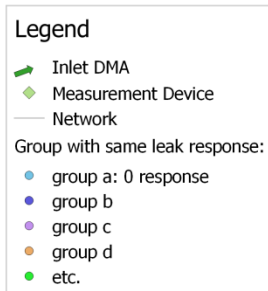 Legend
Inlet DMA
Measurement Device
Network
Group with same leak response:
group a: 0 response
group b
group c
group d
etc.